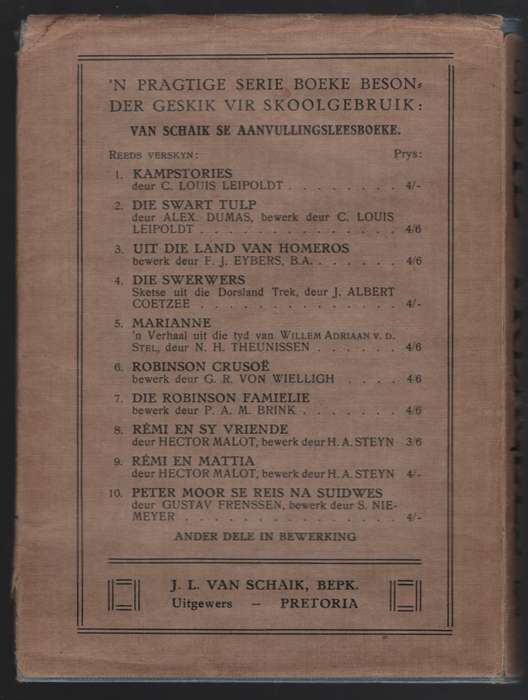 'N PRAGTIGE SERIE BOEKE BESON-
DER GESKIK VIR SKOOLGEBRUIK:
VAN SCHAIK SE AANVULLINGSLEESBOEKE.
REEDS VERSKYN: Prys:
1. KAMPSTORIES
deur C. LOUIS LEIPOLDT . . . . . . . . 4/-
2. DIE SWART TULP
deur ALEX. DUMAS, bewerk deur C. LOUIS
LEIPOLDT . . . . . . . . . . . . . . 4/6
3. UIT DIE LAND VAN HOMEROS
bewerk deur F. J. EYBERS, B.A. . . . . . . 4/6
4. DIE SWERWERS
Sketse uit die Dorsland Trek, deur J. ALBERT
COETZEE . . . . . . . . . . . . . . 4/-
5. MARIANNE
'n Verhaal uit die tyd van WILLEM ADRIAAN V. D.
STEL, deur N. H. THEUNISSEN . . . . . . 4/6
6. ROBINSON CRUSOË
bewerk deur G. R. VON WIELLIGH . . . . 4/6
7. DIE ROBINSON FAMIELIE
bewerk deur P. A. M. BRINK . . . . . . . 4/6
8. RÉMI EN SY VRIENDE
deur HECTOR MALOT, bewerk deur H. A. STEYN 3/6
9. RÉMI EN MATTIA
deur HECTOR MALOT, bewerk deur H. A. STEYN 4/-
10. PETER MOOR SE REIS NA SUIDWES
deur GUSTAV FRENSSEN, bewerk deur S. NIE-
MEYER . . . . . . . . . . . . . . . 4/-
ANDER DELE IN BEWERKING
J. L. VAN SCHAIK, BEPK.
Uitgewers — PRETORIA